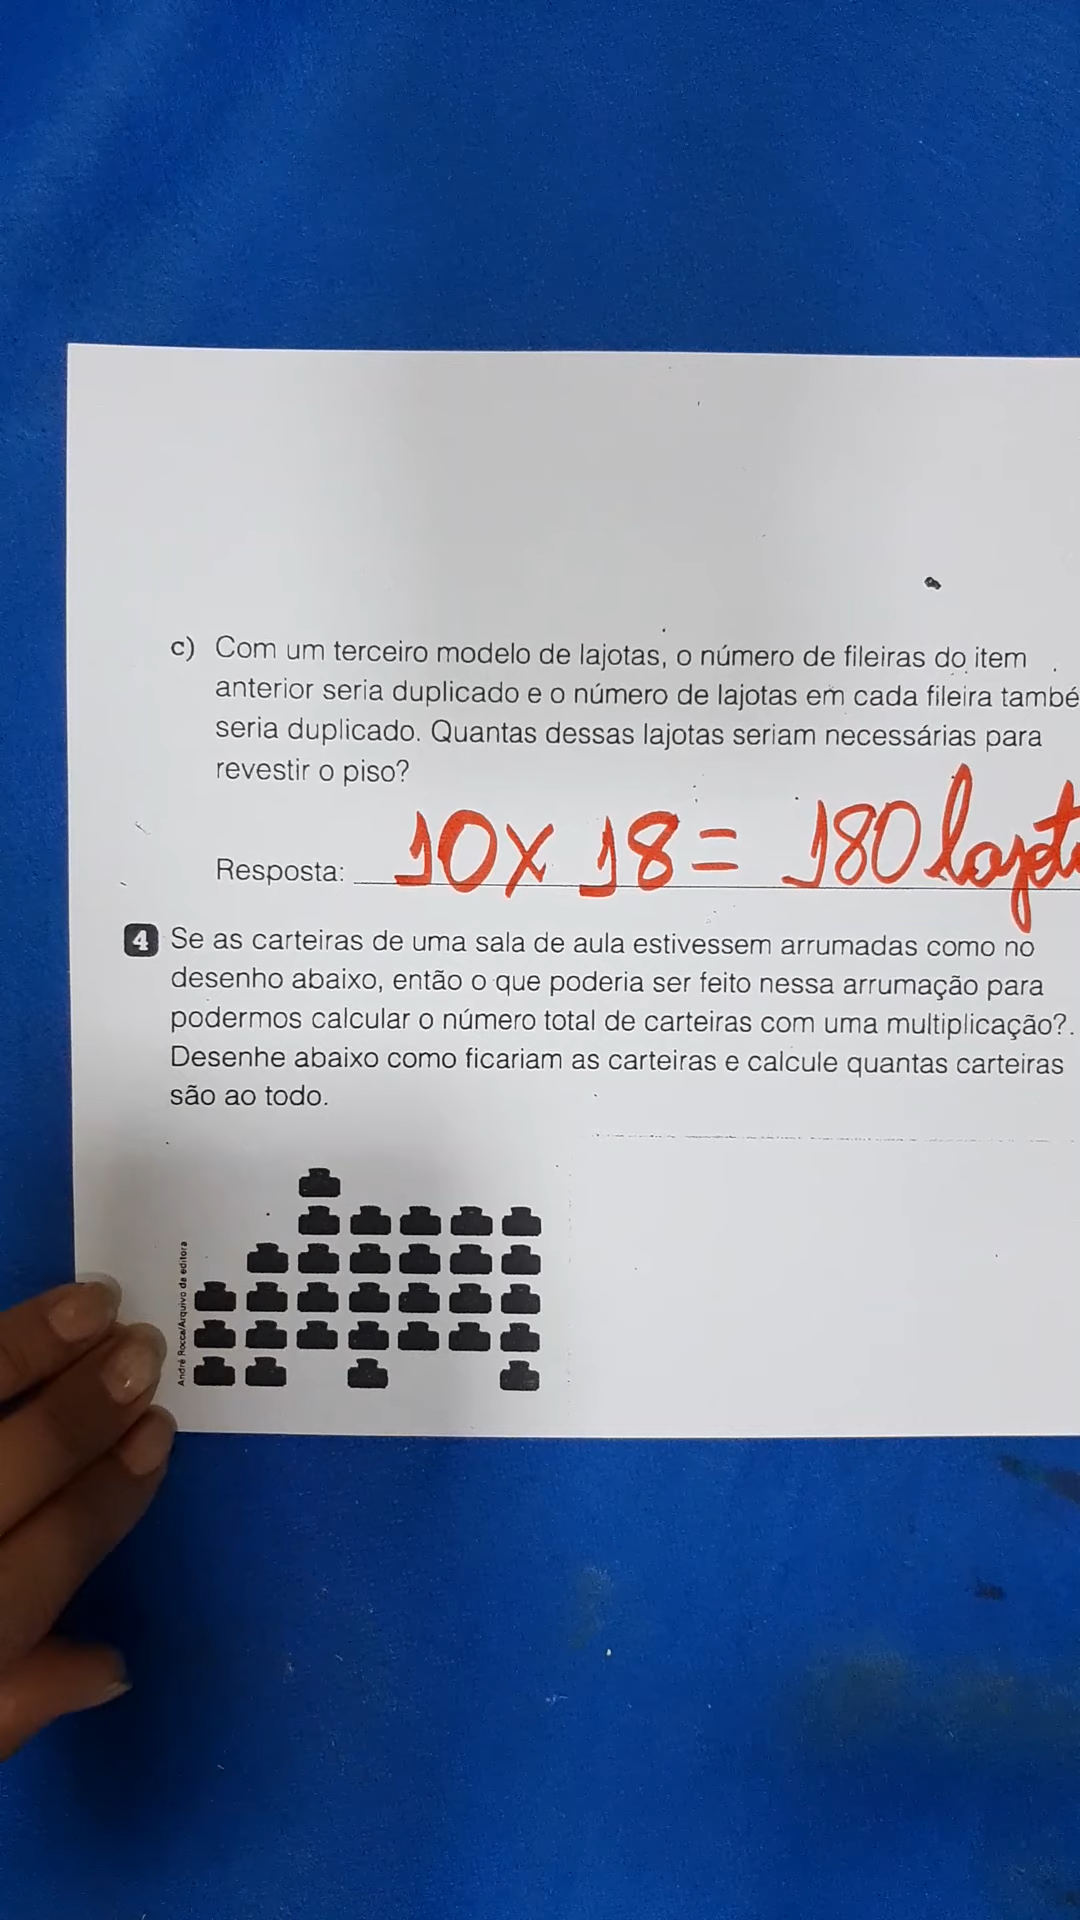 c) Com um terceiro modelo de lajotas, o número de fileiras do item
anterior seria duplicado e o número de lajotas em cada fileira també
seria duplicado. Quantas dessas lajotas seriam necessárias para
revestir o piso?
Resposta: 10 x 18 = 180 lajot
4 Se as carteiras de uma sala de aula estivessem arrumadas como no
desenho abaixo, então o que poderia ser feito nessa arrumação para
podermos calcular o número total de carteiras com uma multiplicação?.
Desenhe abaixo como ficariam as carteiras e calcule quantas carteiras
são ao todo.
André Rocca/Arquivo da editora